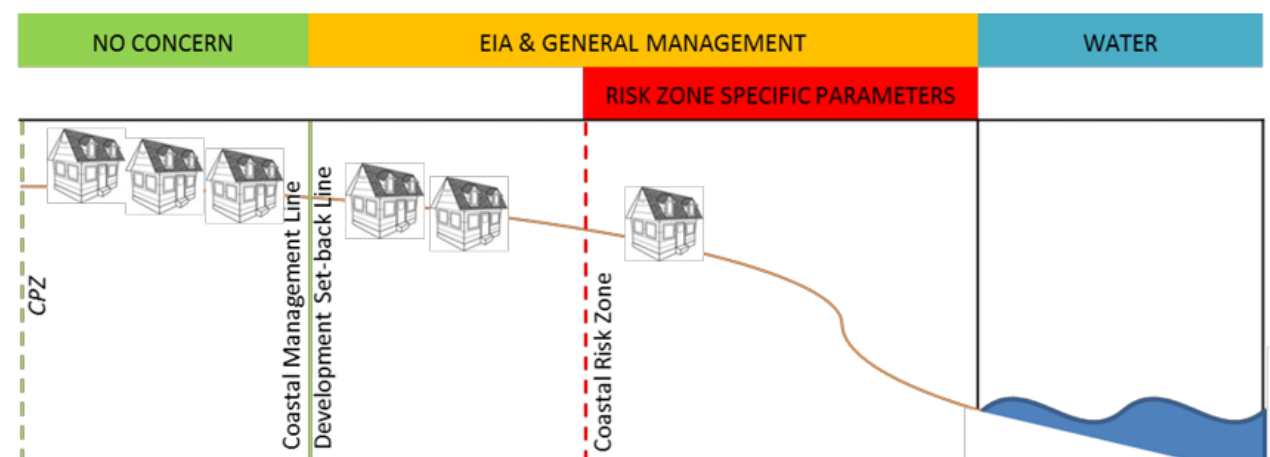 NO CONCERN
EIA & GENERAL MANAGEMENT
WATER
RISK ZONE SPECIFIC PARAMETERS
CPZ
Coastal Management Line
Development Set-back Line
Coastal Risk Zone